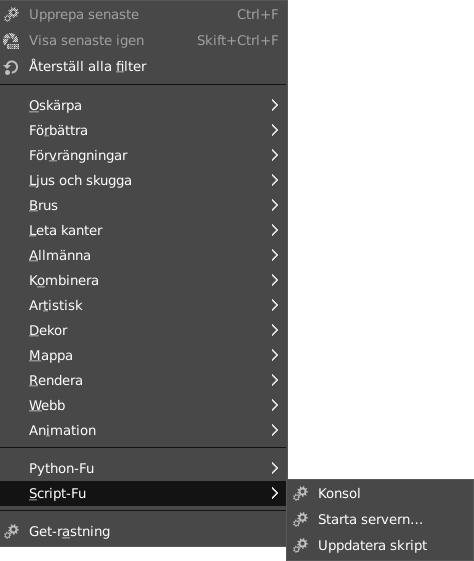 Upprepa senaste Ctrl+F
Visa senaste igen Skift+Ctrl+F
Återställ alla filter
Oskärpa
Förbättra
Förvrängningar
Ljus och skugga
Brus
Leta kanter
Allmänna
Kombinera
Artistisk
Dekor
Mappa
Rendera
Webb
Animation
Python-Fu
Script-Fu
Konsol
Starta servern...
Uppdatera skript
Get-rastning